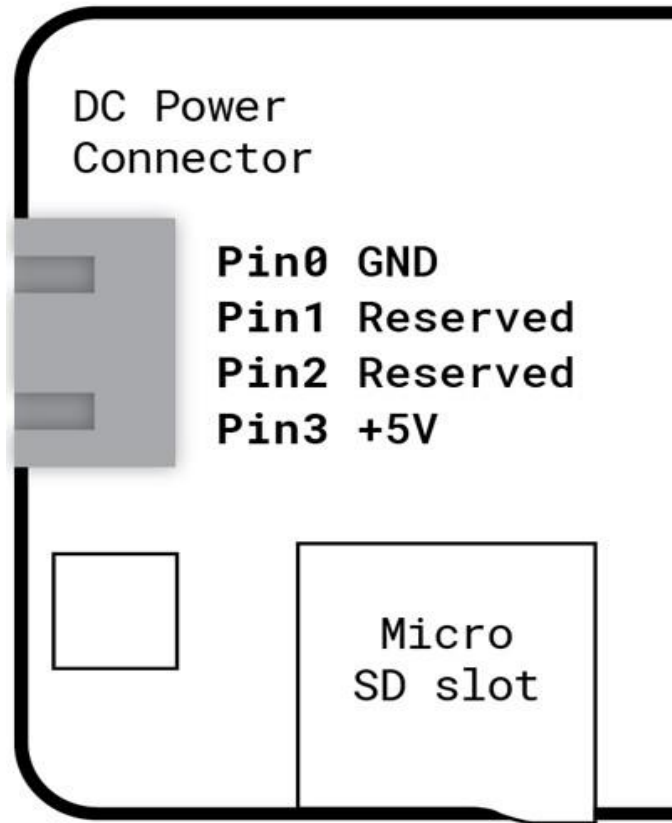 DC Power
Connector
Pin0 GND
Pin1 Reserved
Pin2 Reserved
Pin3 +5V
Micro
SD slot